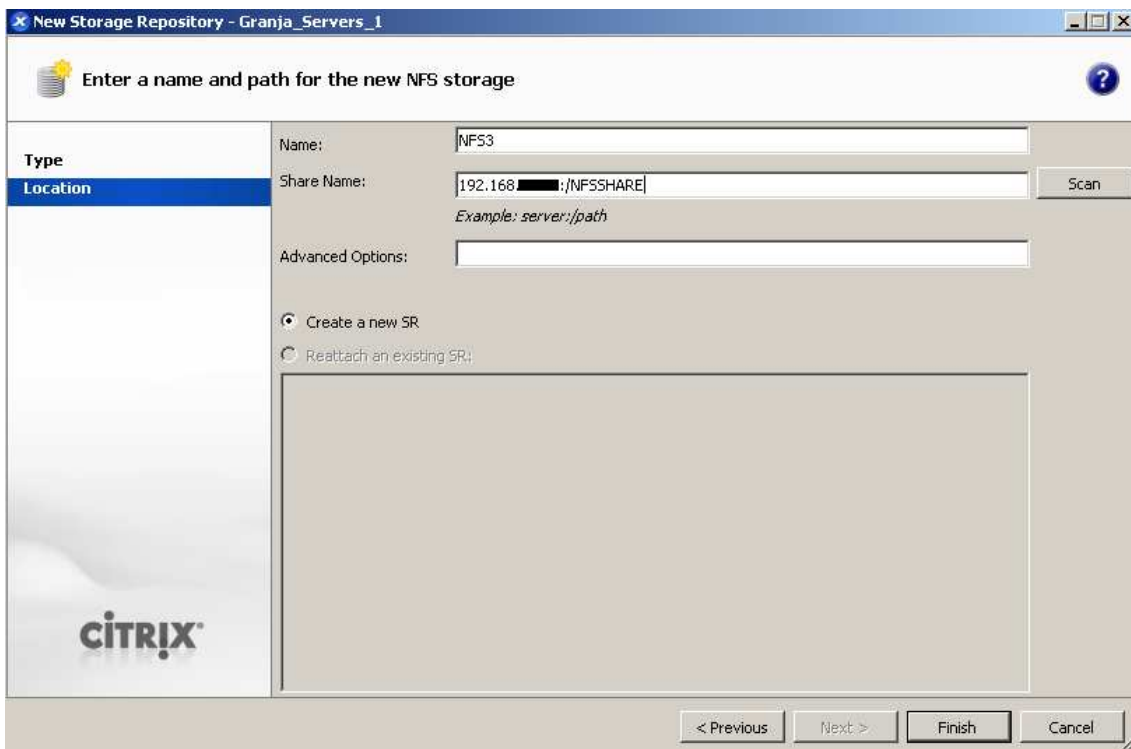 New Storage Repository - Granja_Servers_1
Enter a name and path for the new NFS storage
?
Type
Location
Name:
NFS3
Share Name:
192.168. :/NFSSHARE
Scan
Example: server:/path
Advanced Options:
Create a new SR
Reattach an existing SR:
CİTRIX
< Previous
Next >
Finish
Cancel